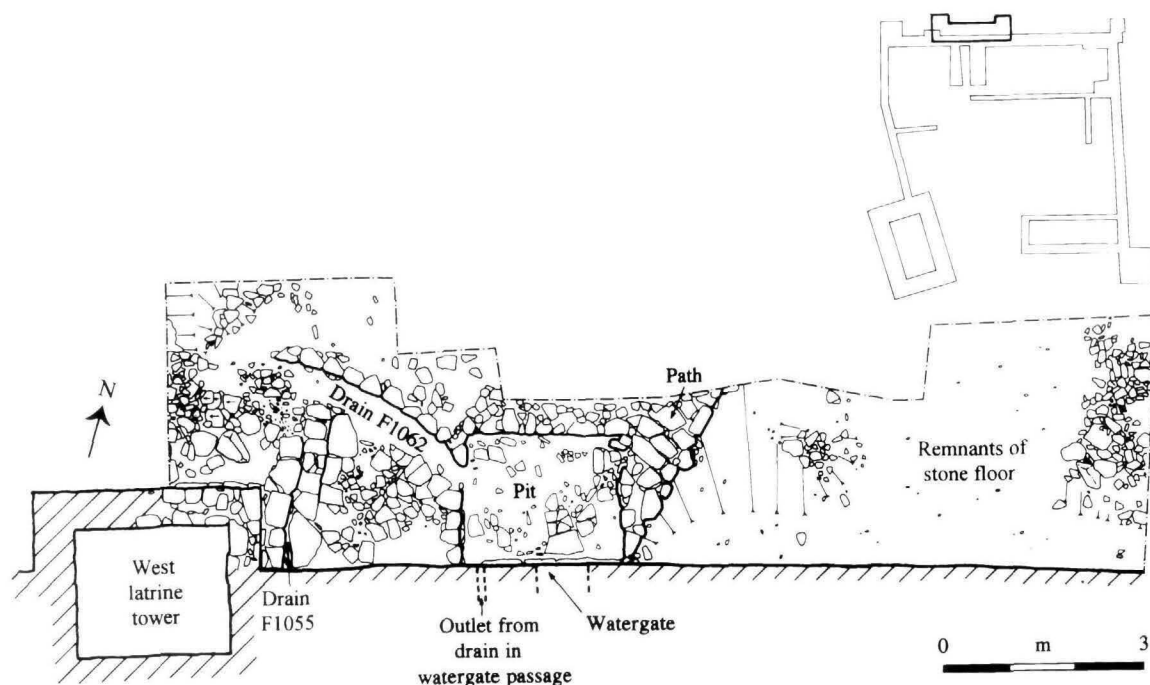 N
Path
Drain F1062
Remnants of
stone floor
Pit
West
latrine
tower
Drain
F1055
Outlet from
drain in
watergate passage
Watergate
0 m 3